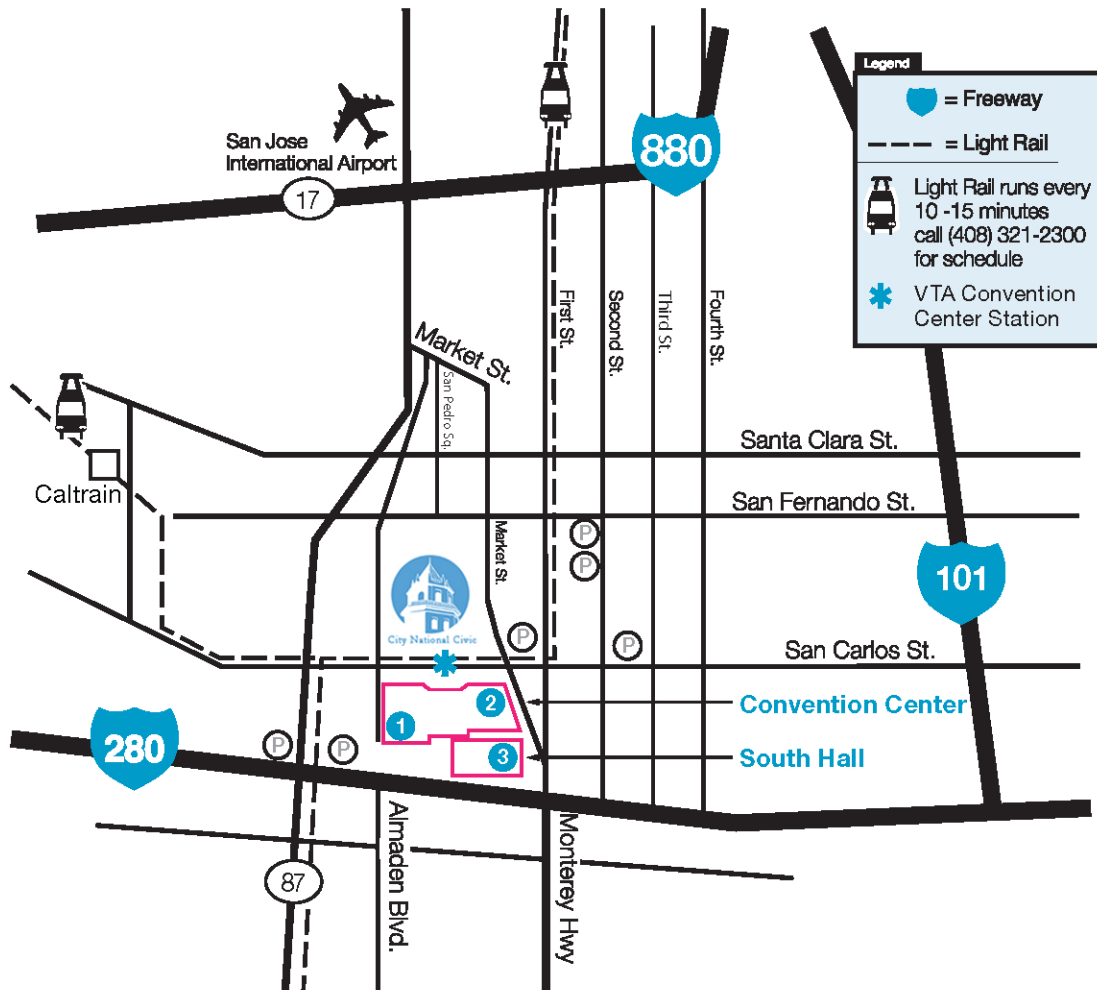 Legend
= Freeway
= Light Rail
Light Rail runs every
10 -15 minutes
call (408) 321-2300
for schedule
VTA Convention
Center Station
San Jose
International Airport
880
17
First St.
Second St.
Third St.
Fourth St.
Market St.
San Pedro Sq.
Santa Clara St.
Caltrain
San Fernando St.
Market St.
P
P
101
City National Civic
P
P
San Carlos St.
Convention Center
1
2
South Hall
3
280
P
P
Almaden Blvd.
Monterey Hwy
87